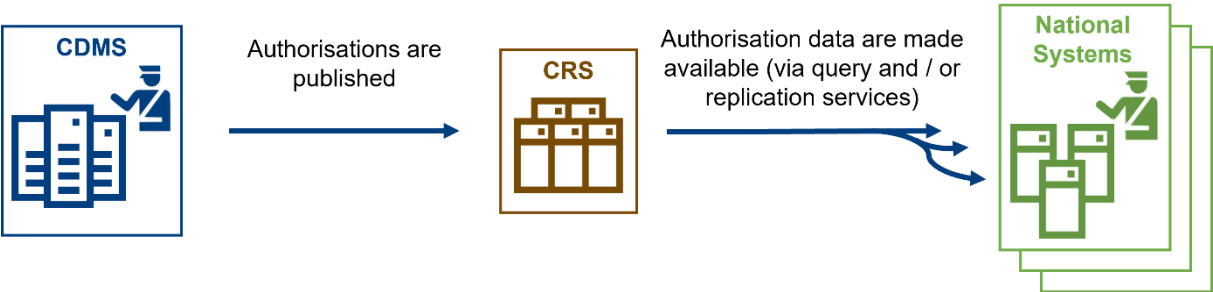 CDMS
Authorisations are
published
CRS
Authorisation data are made
available (via query and / or
replication services)
National
Systems